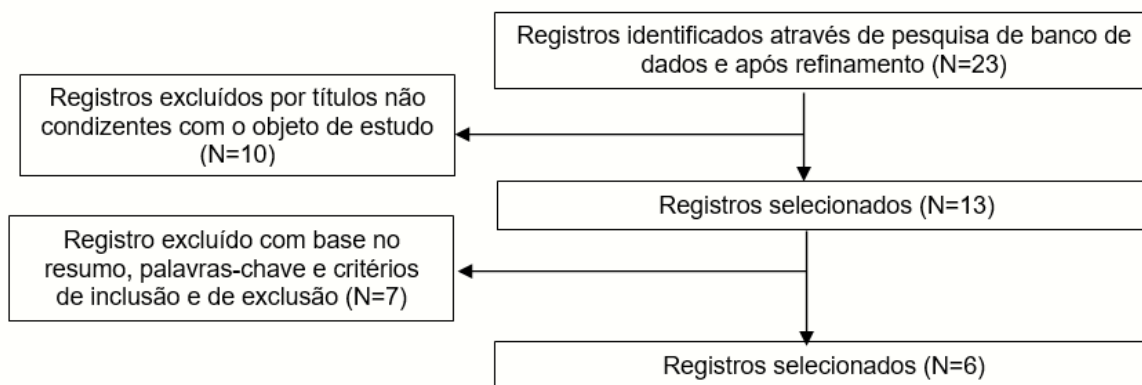 Registros identificados através de pesquisa de banco de
dados e após refinamento (N=23)
Registros excluídos por títulos não
condizentes com o objeto de estudo
(N=10)
Registros selecionados (N=13)
Registro excluído com base no
resumo, palavras-chave e critérios
de inclusão e de exclusão (N=7)
Registros selecionados (N=6)